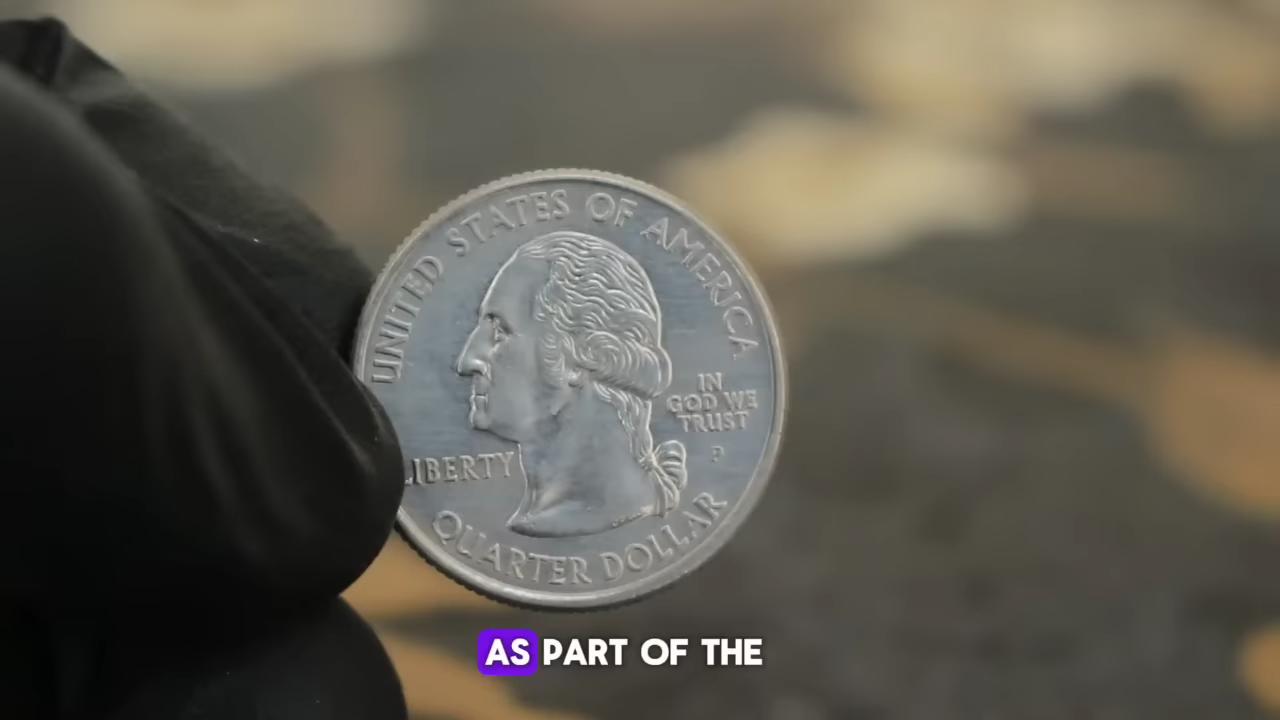 UNITED STATES OF AMERICA
IN
GOD WE
TRUST
P
LIBERTY
QUARTER DOLLAR
AS PART OF THE